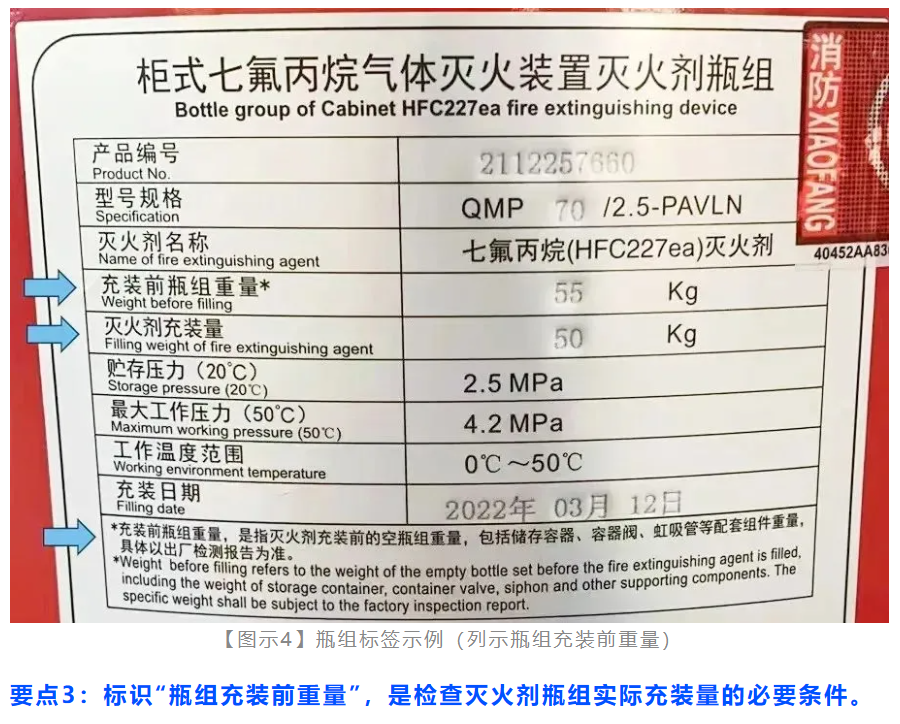 柜式七氟丙烷气体灭火装置灭火剂瓶组
Bottle group of Cabinet HFC227ea fire extinguishing device
消防XIAOFANG
产品编号
Product No.
2112257660
型号规格
Specification
QMP 70 /2.5-PAVLN
灭火剂名称
Name of fire extinguishing agent
七氟丙烷(HFC227ea)灭火剂
40452AA83
充装前瓶组重量*
Weight before filling
55 Kg
灭火剂充装量
Filling weight of fire extinguishing agent
50 Kg
贮存压力（20℃）
Storage pressure (20℃)
2.5 MPa
最大工作压力（50℃）
Maximum working pressure (50℃)
4.2 MPa
工作温度范围
Working environment temperature
0℃～50℃
充装日期
Filling date
2022年 03月 12日
*充装前瓶组重量，是指灭火剂充装前的空瓶组重量，包括储存容器、容器阀、虹吸管等配套组件重量，
具体以出厂检测报告为准。
*Weight before filling refers to the weight of the empty bottle set before the fire extinguishing agent is filled,
including the weight of storage container, container valve, siphon and other supporting components. The
specific weight shall be subject to the factory inspection report.
【图示4】瓶组标签示例（列示瓶组充装前重量）
要点3：标识“瓶组充装前重量”，是检查灭火剂瓶组实际充装量的必要条件。